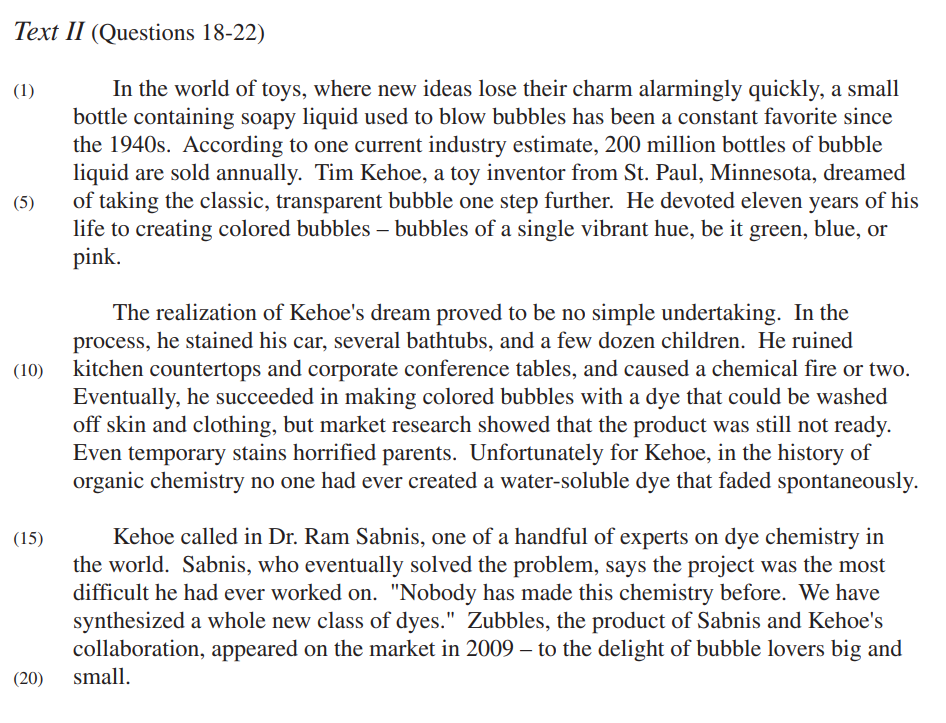 Text II (Questions 18-22)
(1) In the world of toys, where new ideas lose their charm alarmingly quickly, a small
bottle containing soapy liquid used to blow bubbles has been a constant favorite since
the 1940s. According to one current industry estimate, 200 million bottles of bubble
liquid are sold annually. Tim Kehoe, a toy inventor from St. Paul, Minnesota, dreamed
(5) of taking the classic, transparent bubble one step further. He devoted eleven years of his
life to creating colored bubbles – bubbles of a single vibrant hue, be it green, blue, or
pink.
The realization of Kehoe's dream proved to be no simple undertaking. In the
process, he stained his car, several bathtubs, and a few dozen children. He ruined
(10) kitchen countertops and corporate conference tables, and caused a chemical fire or two.
Eventually, he succeeded in making colored bubbles with a dye that could be washed
off skin and clothing, but market research showed that the product was still not ready.
Even temporary stains horrified parents. Unfortunately for Kehoe, in the history of
organic chemistry no one had ever created a water-soluble dye that faded spontaneously.
(15) Kehoe called in Dr. Ram Sabnis, one of a handful of experts on dye chemistry in
the world. Sabnis, who eventually solved the problem, says the project was the most
difficult he had ever worked on. "Nobody has made this chemistry before. We have
synthesized a whole new class of dyes." Zubbles, the product of Sabnis and Kehoe's
collaboration, appeared on the market in 2009 – to the delight of bubble lovers big and
(20) small.